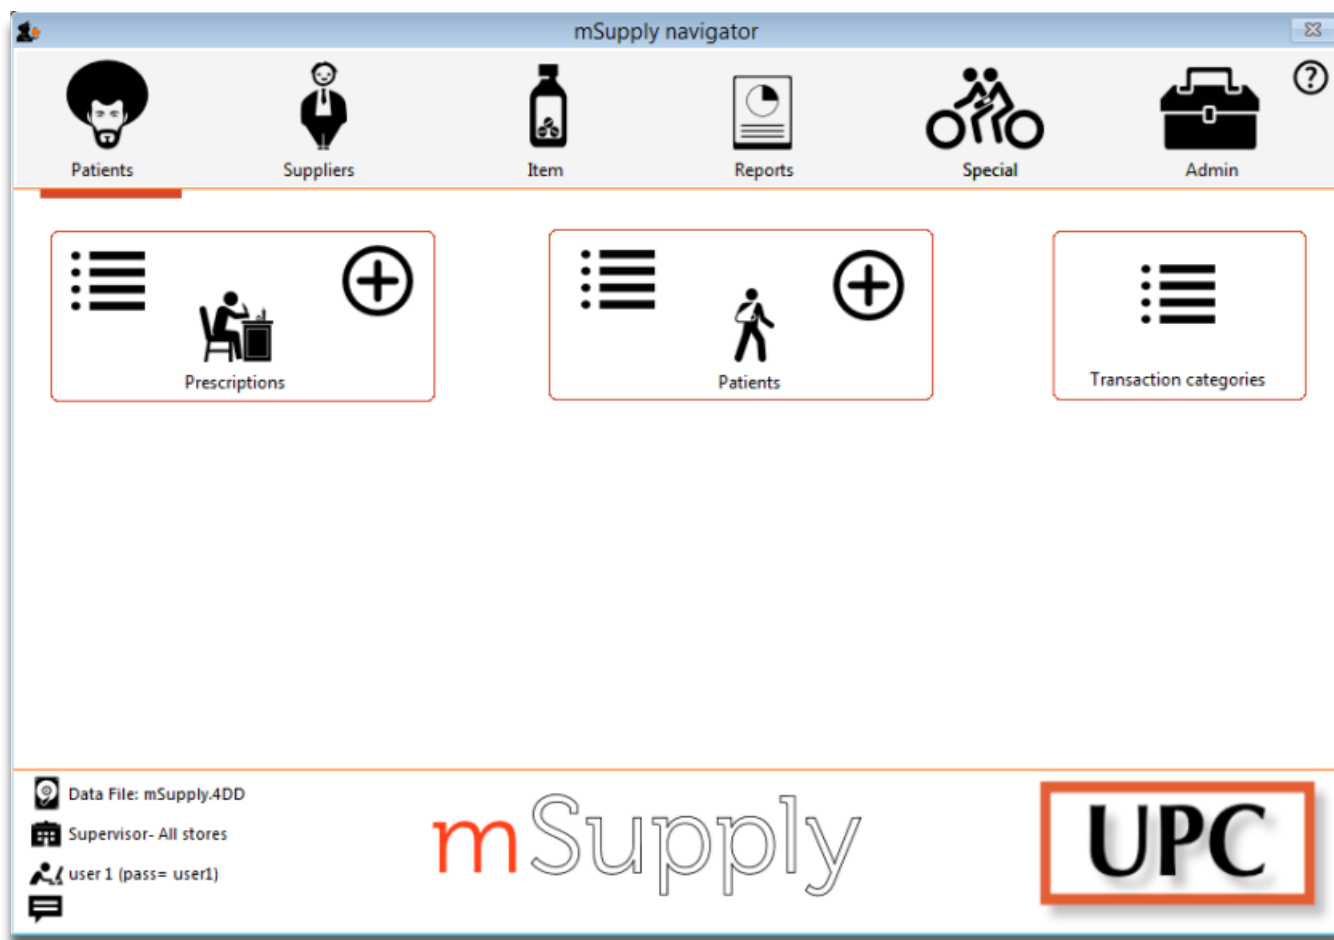 mSupply navigator
Patients
Suppliers
Item
Reports
Special
Admin
?
Prescriptions
Patients
Transaction categories
Data File: mSupply.4DD
Supervisor- All stores
user 1 (pass= user1)
mSupply
UPC